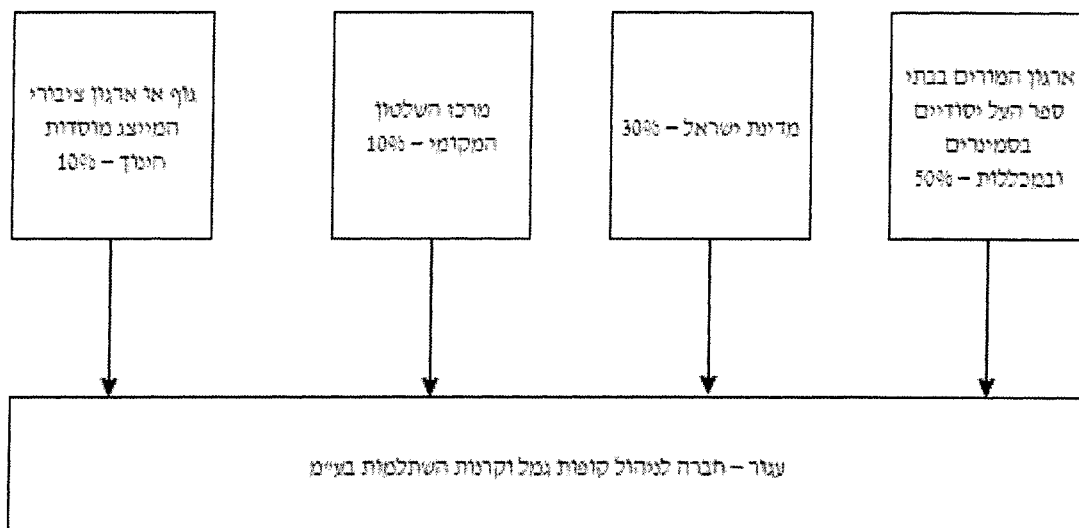 ארגון המורים בבתי
ספר העל יסודיים
בסמינרים
ובמכללות – 50%
מדינת ישראל – 30%
מרכז השלטון
המקומי – 10%
גוף או ארגון ציבורי
המייצג מוסדות
חינוך – 10%
עגור – חברה לניהול קופות גמל וקרנות השתלמות בע״מ